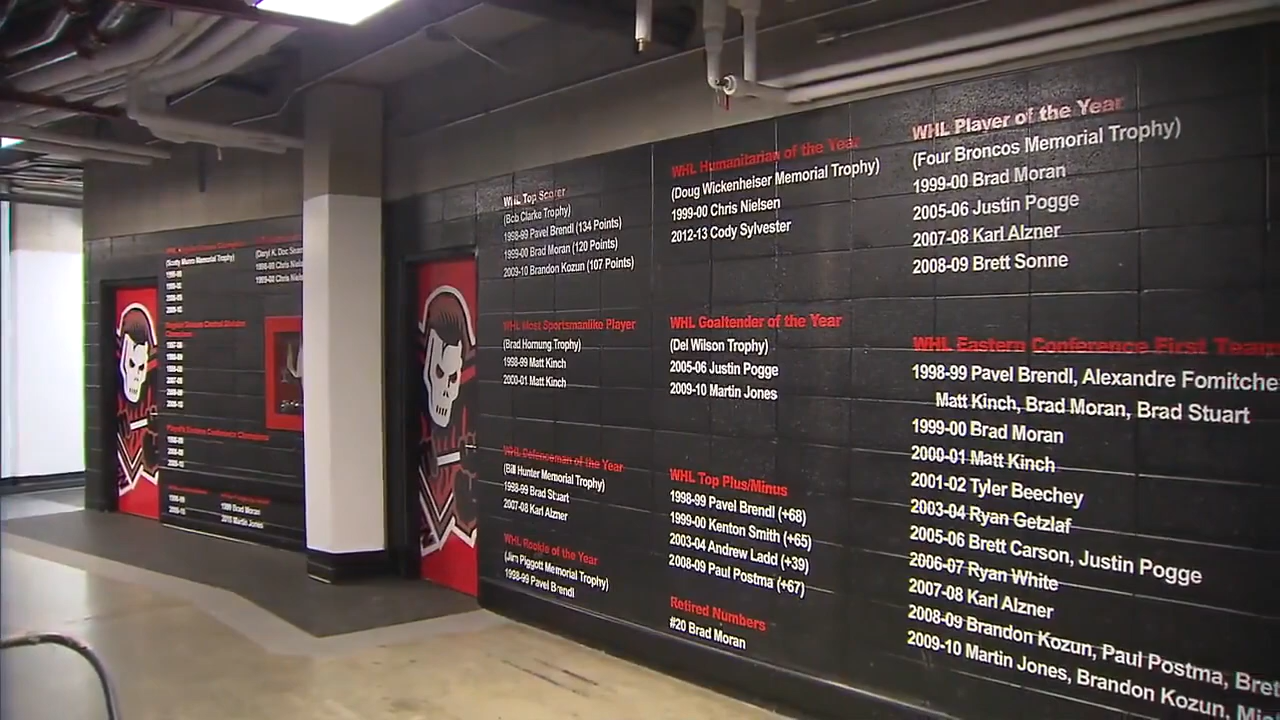 (Scotty Munro Memorial Trophy)
1999 Brad Moran
2010 Martin Jones
WHL Top Scorer
(Bob Clarke Trophy)
1998-99 Pavel Brendl (134 Points)
1999-00 Brad Moran (120 Points)
2009-10 Brandon Kozun (107 Points)
WHL Most Sportsmanlike Player
(Brad Hornung Trophy)
1998-99 Matt Kinch
2000-01 Matt Kinch
WHL Defenseman of the Year
(Bill Hunter Memorial Trophy)
1998-99 Brad Stuart
2007-08 Karl Alzner
WHL Rookie of the Year
(Jim Piggott Memorial Trophy)
1998-99 Pavel Brendl
WHL Humanitarian of the Year
(Doug Wickenheiser Memorial Trophy)
1999-00 Chris Nielsen
2012-13 Cody Sylvester
WHL Goaltender of the Year
(Del Wilson Trophy)
2005-06 Justin Pogge
2009-10 Martin Jones
WHL Top Plus/Minus
1998-99 Pavel Brendl (+68)
1999-00 Kenton Smith (+65)
2003-04 Andrew Ladd (+39)
2008-09 Paul Postma (+67)
Retired Numbers
#20 Brad Moran
WHL Player of the Year
(Four Broncos Memorial Trophy)
1999-00 Brad Moran
2005-06 Justin Pogge
2007-08 Karl Alzner
2008-09 Brett Sonne
WHL Eastern Conference First Team
1998-99 Pavel Brendl, Alexandre Fomitche
Matt Kinch, Brad Moran, Brad Stuart
1999-00 Brad Moran
2000-01 Matt Kinch
2001-02 Tyler Beechey
2003-04 Ryan Getzlaf
2005-06 Brett Carson, Justin Pogge
2006-07 Ryan White
2007-08 Karl Alzner
2008-09 Brandon Kozun, Paul Postma, Bret
2009-10 Martin Jones, Brandon Kozun,